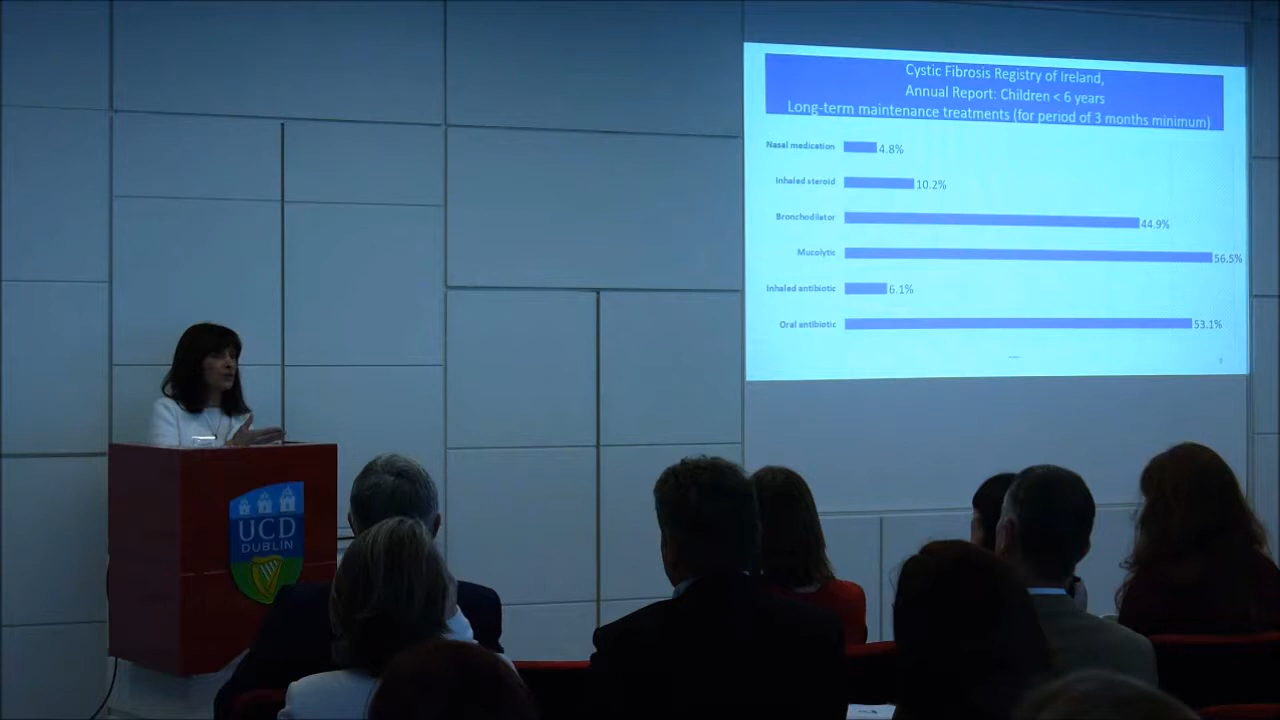 Cystic Fibrosis Registry of Ireland,
Annual Report: Children < 6 years
Long-term maintenance treatments (for period of 3 months minimum)
Nasal medication 4.8%
Inhaled steroid 10.2%
Bronchodilator 44.9%
Mucolytic 56.5%
Inhaled antibiotic 6.1%
Oral antibiotic 53.1%
UCD
DUBLIN